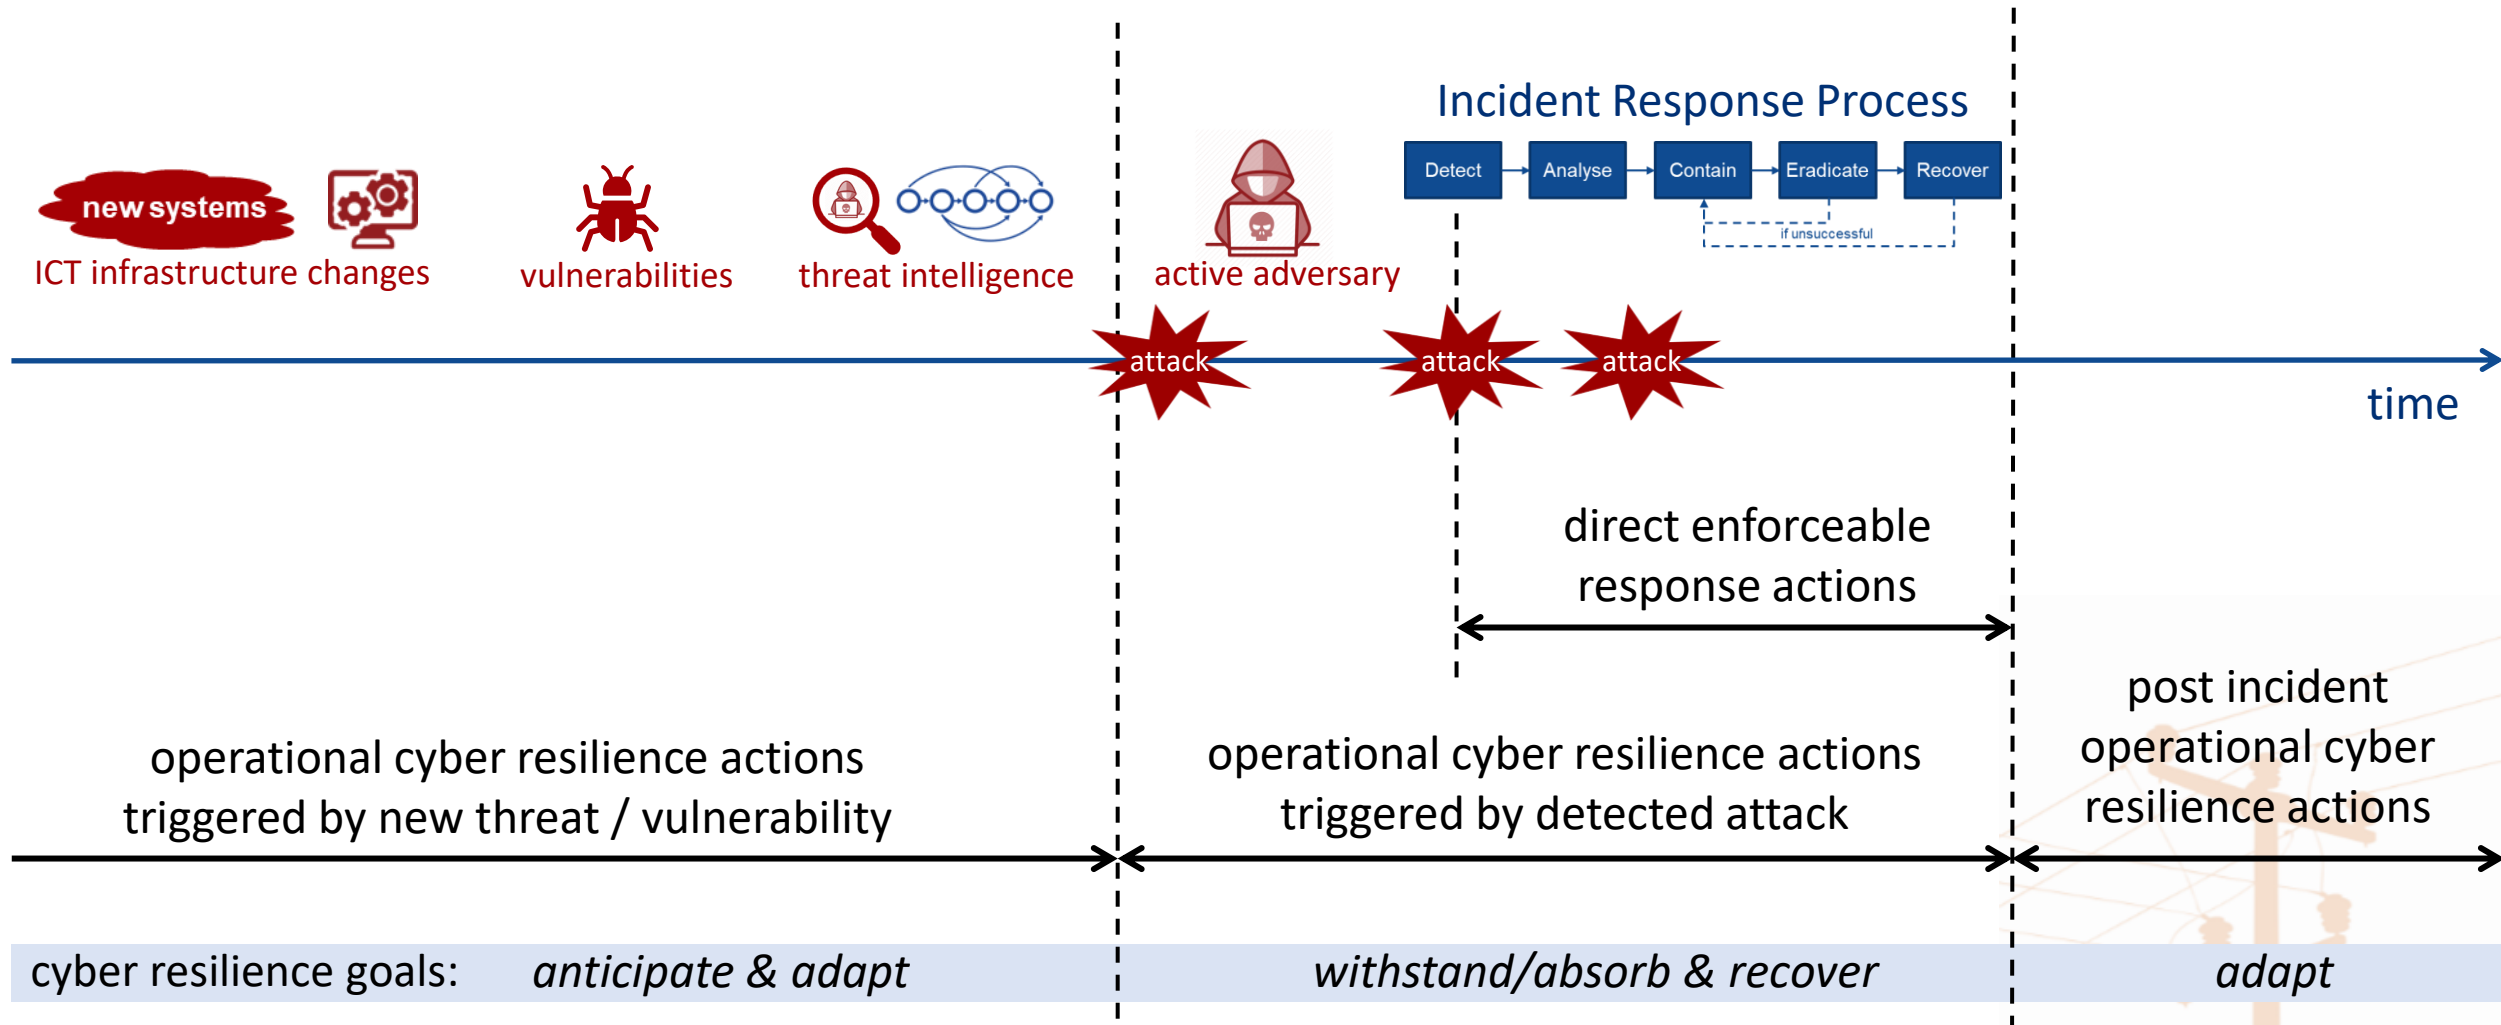 Incident Response Process
Detect
Analyse
Contain
Eradicate
Recover
if unsuccessful
new systems
ICT infrastructure changes
vulnerabilities
threat intelligence
active adversary
attack
attack
attack
time
direct enforceable
response actions
operational cyber resilience actions
triggered by new threat / vulnerability
operational cyber resilience actions
triggered by detected attack
post incident
operational cyber
resilience actions
cyber resilience goals:
anticipate & adapt
withstand/absorb & recover
adapt